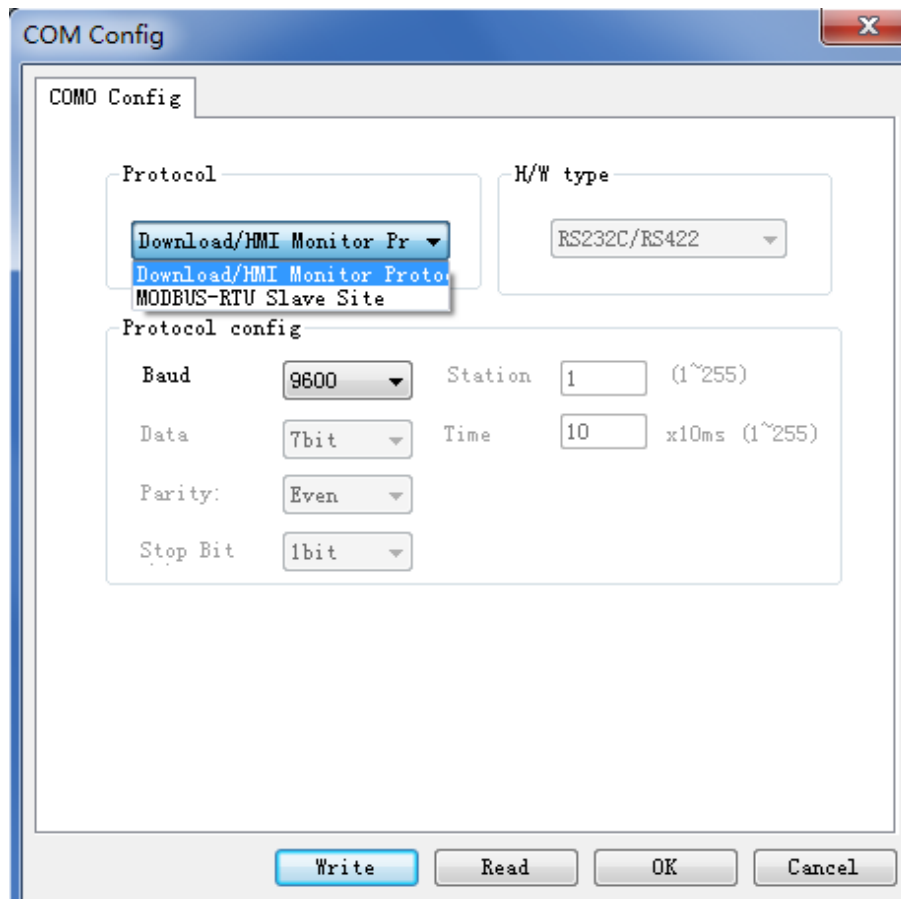 COM Config
COM0 Config
Protocol
H/W type
Download/HMI Monitor Pr
RS232C/RS422
Download/HMI Monitor Proto
MODBUS-RTU Slave Site
Protocol config
Baud
9600
Station
1
(1~255)
Data
7bit
Time
10
x10ms (1~255)
Parity:
Even
Stop Bit
1bit
Write
Read
OK
Cancel